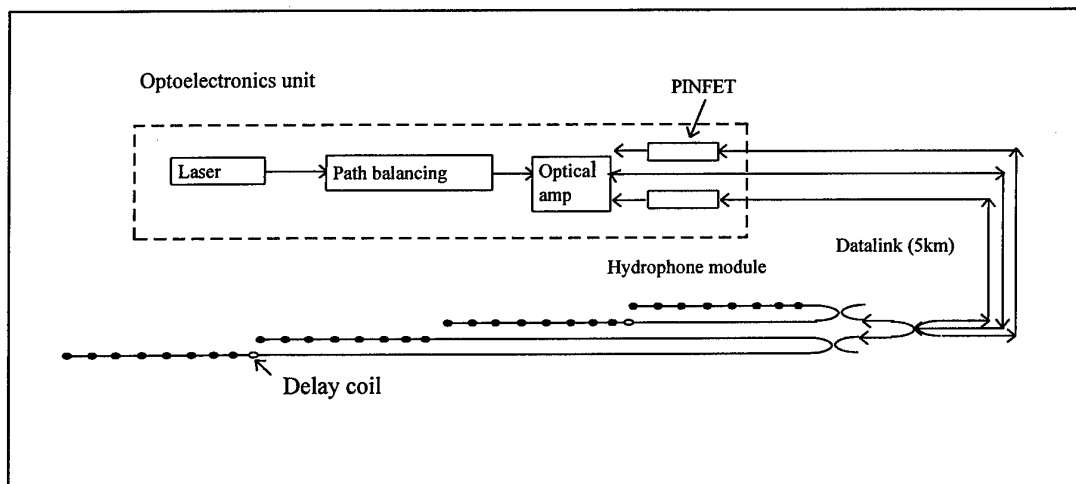 Optoelectronics unit
PINFET
Laser
Path balancing
Optical
amp
Datalink (5km)
Hydrophone module
Delay coil